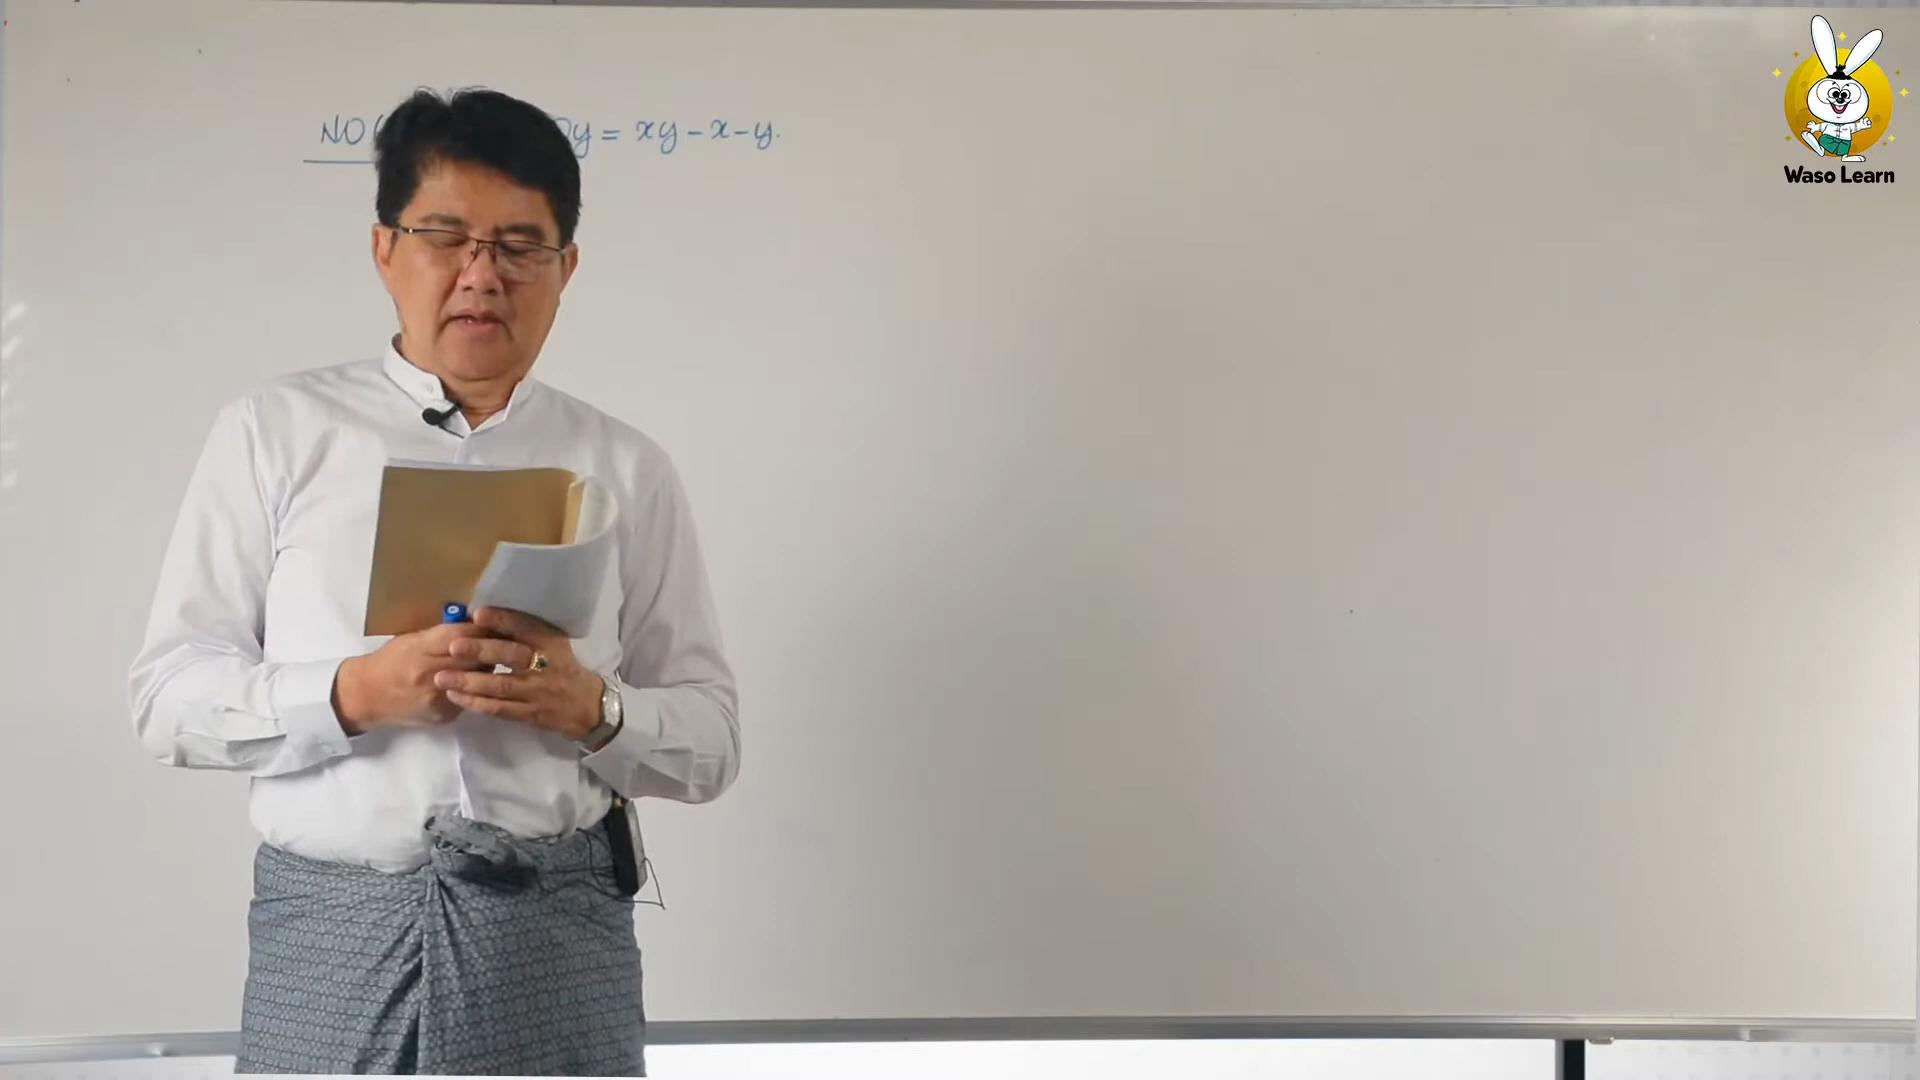 NO
y = xy - x - y.
Waso Learn